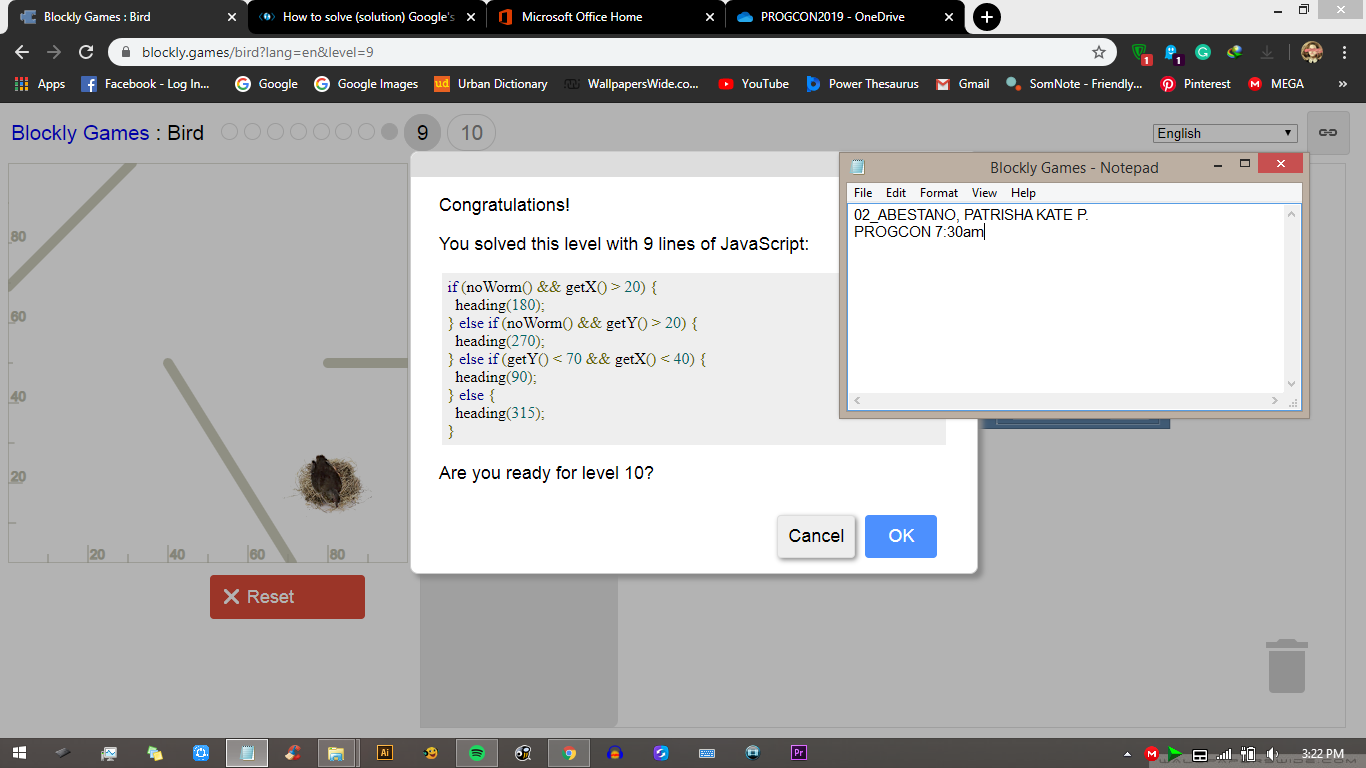 Blockly Games : Bird
How to solve (solution) Google's
Microsoft Office Home
PROGCON2019 - OneDrive
blockly.games/bird?lang=en&level=9
1
1
Apps
Facebook - Log In...
Google
Google Images
ud
Urban Dictionary
WallpapersWide.co...
YouTube
Power Thesaurus
Gmail
SomNote - Friendly...
Pinterest
MEGA
»
Blockly Games : Bird
9
10
English
80
60
40
20
20
40
60
80
Reset
Congratulations!
You solved this level with 9 lines of JavaScript:
if (noWorm() && getX() > 20) {
heading(180);
} else if (noWorm() && getY() > 20) {
heading(270);
} else if (getY() < 70 && getX() < 40) {
heading(90);
} else {
heading(315);
}
Are you ready for level 10?
Cancel
OK
Blockly Games - Notepad
File Edit Format View Help
02_ABESTANO, PATRISHA KATE P.
PROGCON 7:30am
Ai
Pr
3:22 PM